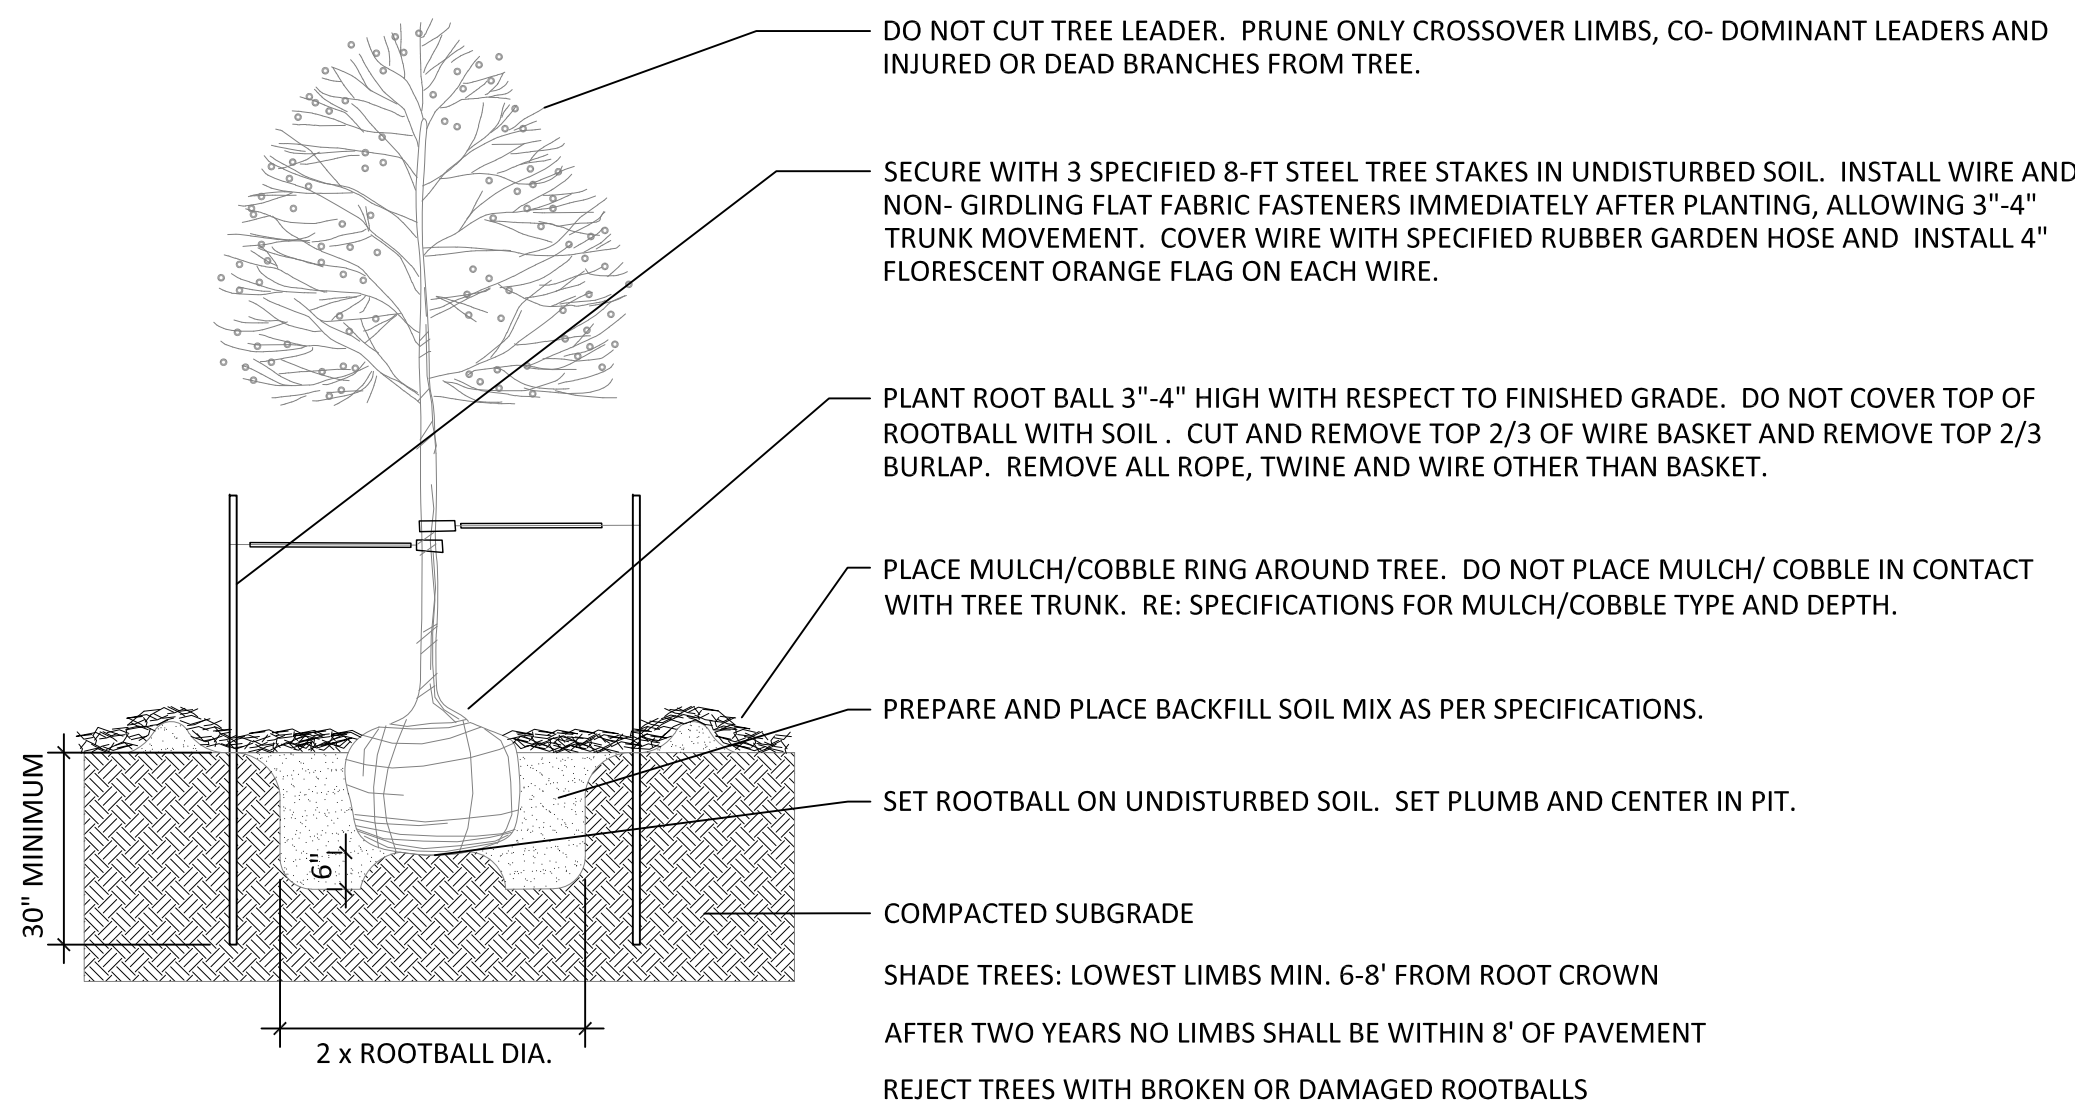 DO NOT CUT TREE LEADER. PRUNE ONLY CROSSOVER LIMBS, CO- DOMINANT LEADERS AND
INJURED OR DEAD BRANCHES FROM TREE.
SECURE WITH 3 SPECIFIED 8-FT STEEL TREE STAKES IN UNDISTURBED SOIL. INSTALL WIRE AND
NON- GIRDLING FLAT FABRIC FASTENERS IMMEDIATELY AFTER PLANTING, ALLOWING 3"-4"
TRUNK MOVEMENT. COVER WIRE WITH SPECIFIED RUBBER GARDEN HOSE AND INSTALL 4"
FLORESCENT ORANGE FLAG ON EACH WIRE.
PLANT ROOT BALL 3"-4" HIGH WITH RESPECT TO FINISHED GRADE. DO NOT COVER TOP OF
ROOTBALL WITH SOIL . CUT AND REMOVE TOP 2/3 OF WIRE BASKET AND REMOVE TOP 2/3
BURLAP. REMOVE ALL ROPE, TWINE AND WIRE OTHER THAN BASKET.
PLACE MULCH/COBBLE RING AROUND TREE. DO NOT PLACE MULCH/ COBBLE IN CONTACT
WITH TREE TRUNK. RE: SPECIFICATIONS FOR MULCH/COBBLE TYPE AND DEPTH.
PREPARE AND PLACE BACKFILL SOIL MIX AS PER SPECIFICATIONS.
SET ROOTBALL ON UNDISTURBED SOIL. SET PLUMB AND CENTER IN PIT.
30" MINIMUM
6"
COMPACTED SUBGRADE
SHADE TREES: LOWEST LIMBS MIN. 6-8' FROM ROOT CROWN
AFTER TWO YEARS NO LIMBS SHALL BE WITHIN 8' OF PAVEMENT
2 x ROOTBALL DIA.
REJECT TREES WITH BROKEN OR DAMAGED ROOTBALLS